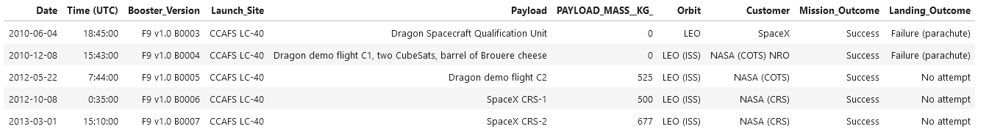 Date Time (UTC) Booster_Version Launch_Site Payload PAYLOAD_MASS__KG_ Orbit Customer Mission_Outcome Landing_Outcome
2010-06-04 18:45:00 F9 v1.0 B0003 CCAFS LC-40 Dragon Spacecraft Qualification Unit 0 LEO SpaceX Success Failure (parachute)
2010-12-08 15:43:00 F9 v1.0 B0004 CCAFS LC-40 Dragon demo flight C1, two CubeSats, barrel of Brouere cheese 0 LEO (ISS) NASA (COTS) NRO Success Failure (parachute)
2012-05-22 7:44:00 F9 v1.0 B0005 CCAFS LC-40 Dragon demo flight C2 525 LEO (ISS) NASA (COTS) Success No attempt
2012-10-08 0:35:00 F9 v1.0 B0006 CCAFS LC-40 SpaceX CRS-1 500 LEO (ISS) NASA (CRS) Success No attempt
2013-03-01 15:10:00 F9 v1.0 B0007 CCAFS LC-40 SpaceX CRS-2 677 LEO (ISS) NASA (CRS) Success No attempt